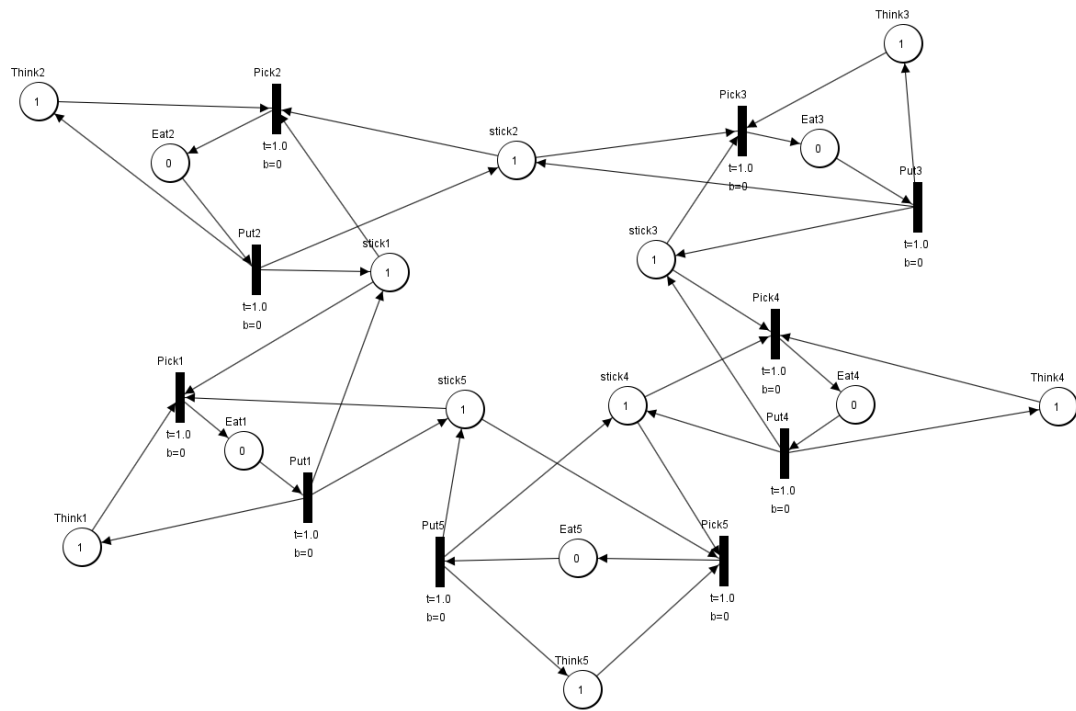 Think3
1
Think2
1
Pick2
t=1.0
b=0
Pick3
t=1.0
b=0
Eat2
0
stick2
1
Eat3
0
Put3
t=1.0
b=0
Put2
t=1.0
b=0
stick1
1
stick3
1
Pick4
t=1.0
b=0
Pick1
t=1.0
b=0
stick5
1
stick4
1
Eat4
0
Think4
1
Eat1
0
Put4
t=1.0
b=0
Put1
t=1.0
b=0
Think1
1
Put5
t=1.0
b=0
Eat5
0
Pick5
t=1.0
b=0
Think5
1